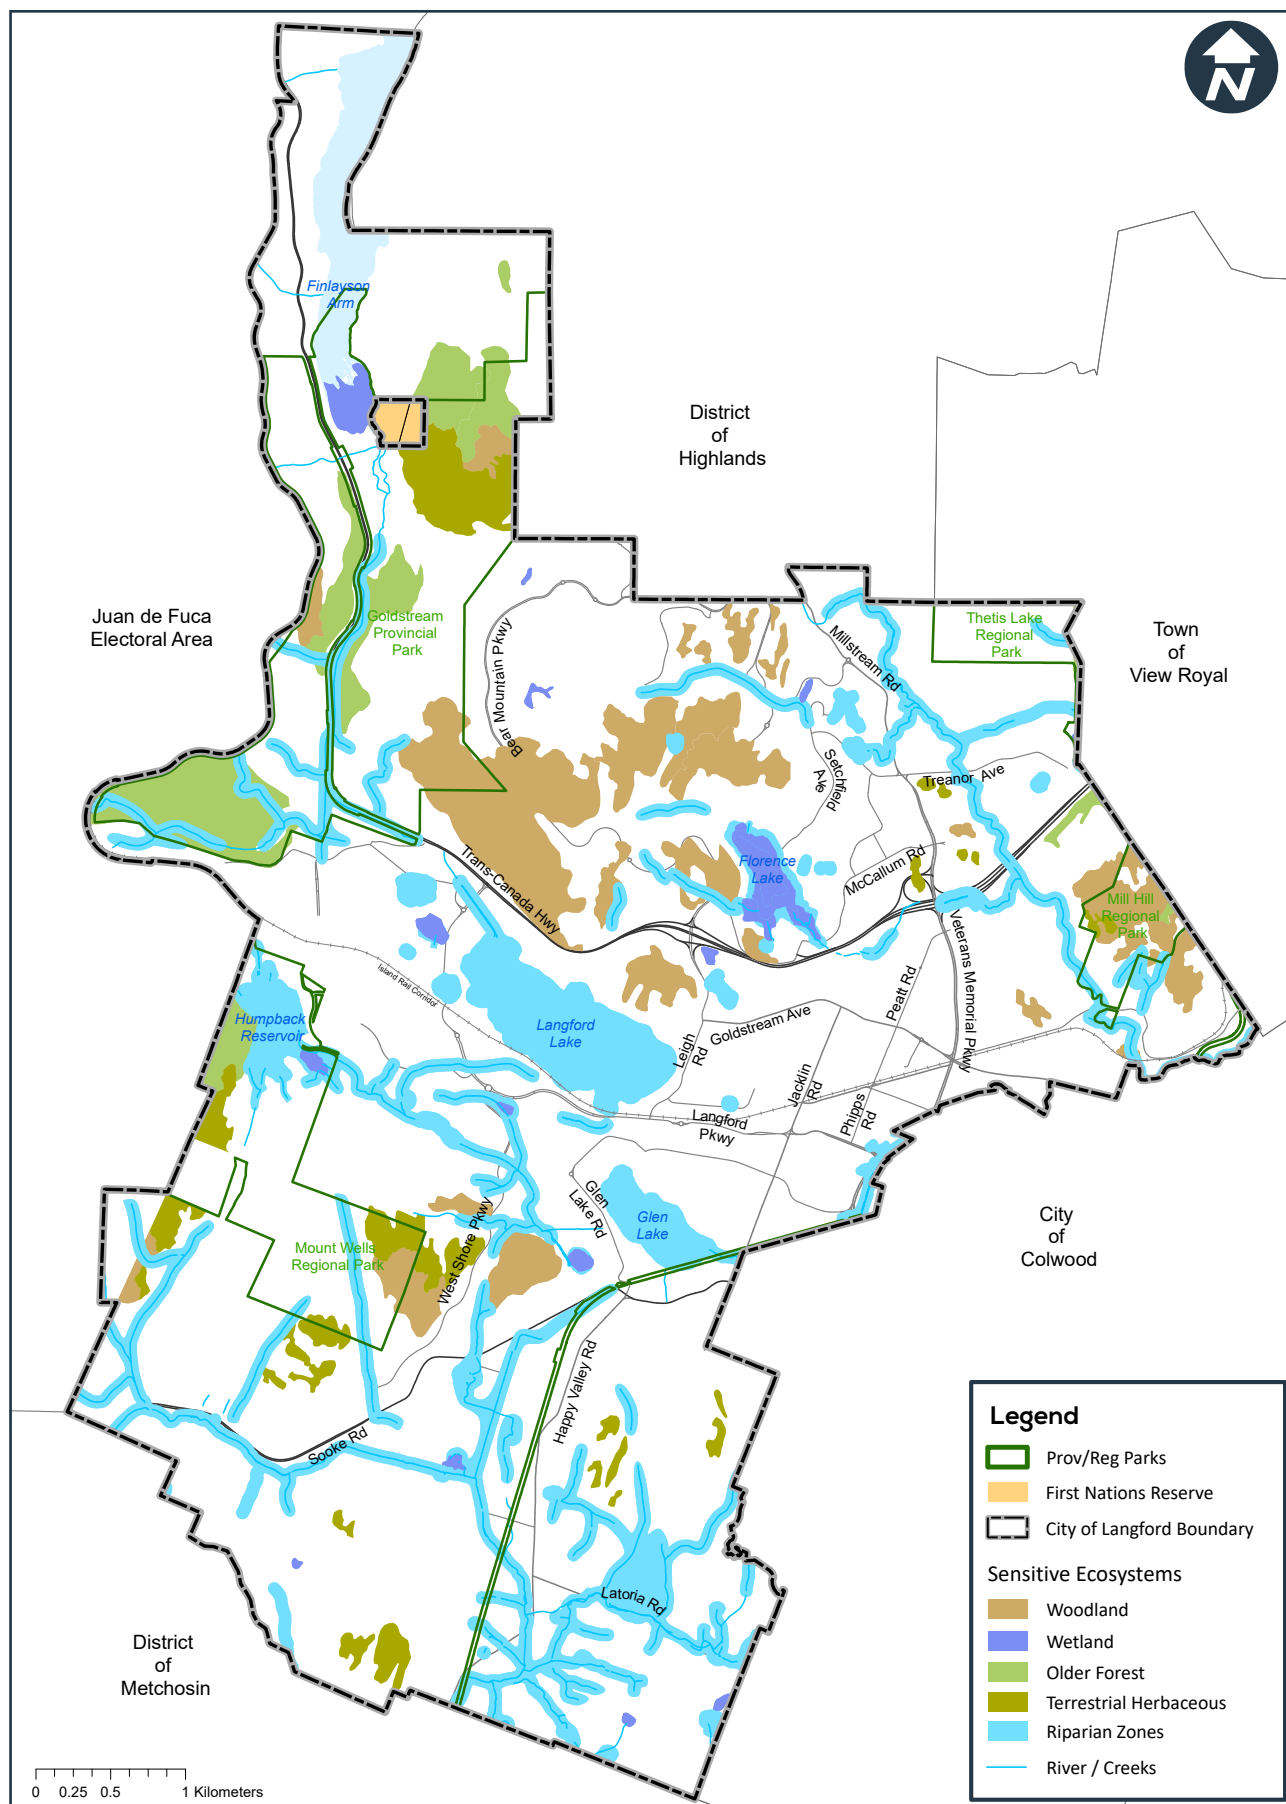 N
Finlayson
Arm
District
of
Highlands
Juan de Fuca
Electoral Area
Goldstream
Provincial
Park
Thetis Lake
Regional
Park
Town
of
View Royal
Bear Mountain Pkwy
Millstream Rd
Setchfield
Ave
Treanor Ave
Trans-Canada Hwy
Florence
Lake
McCallum Rd
Mill Hill
Regional
Park
Veterans Memorial Pkwy
Island Rail Corridor
Humpback
Reservoir
Langford
Lake
Leigh
Rd
Goldstream Ave
Peatt Rd
Jacklin
Rd
Phipps
Rd
Langford
Pkwy
Glen
Lake Rd
Glen
Lake
City
of
Colwood
Mount Wells
Regional Park
West Shore Pkwy
Happy Valley Rd
Sooke Rd
Latoria Rd
District
of
Metchosin
0 0.25 0.5 1 Kilometers
Legend
Prov/Reg Parks
First Nations Reserve
City of Langford Boundary
Sensitive Ecosystems
Woodland
Wetland
Older Forest
Terrestrial Herbaceous
Riparian Zones
River / Creeks